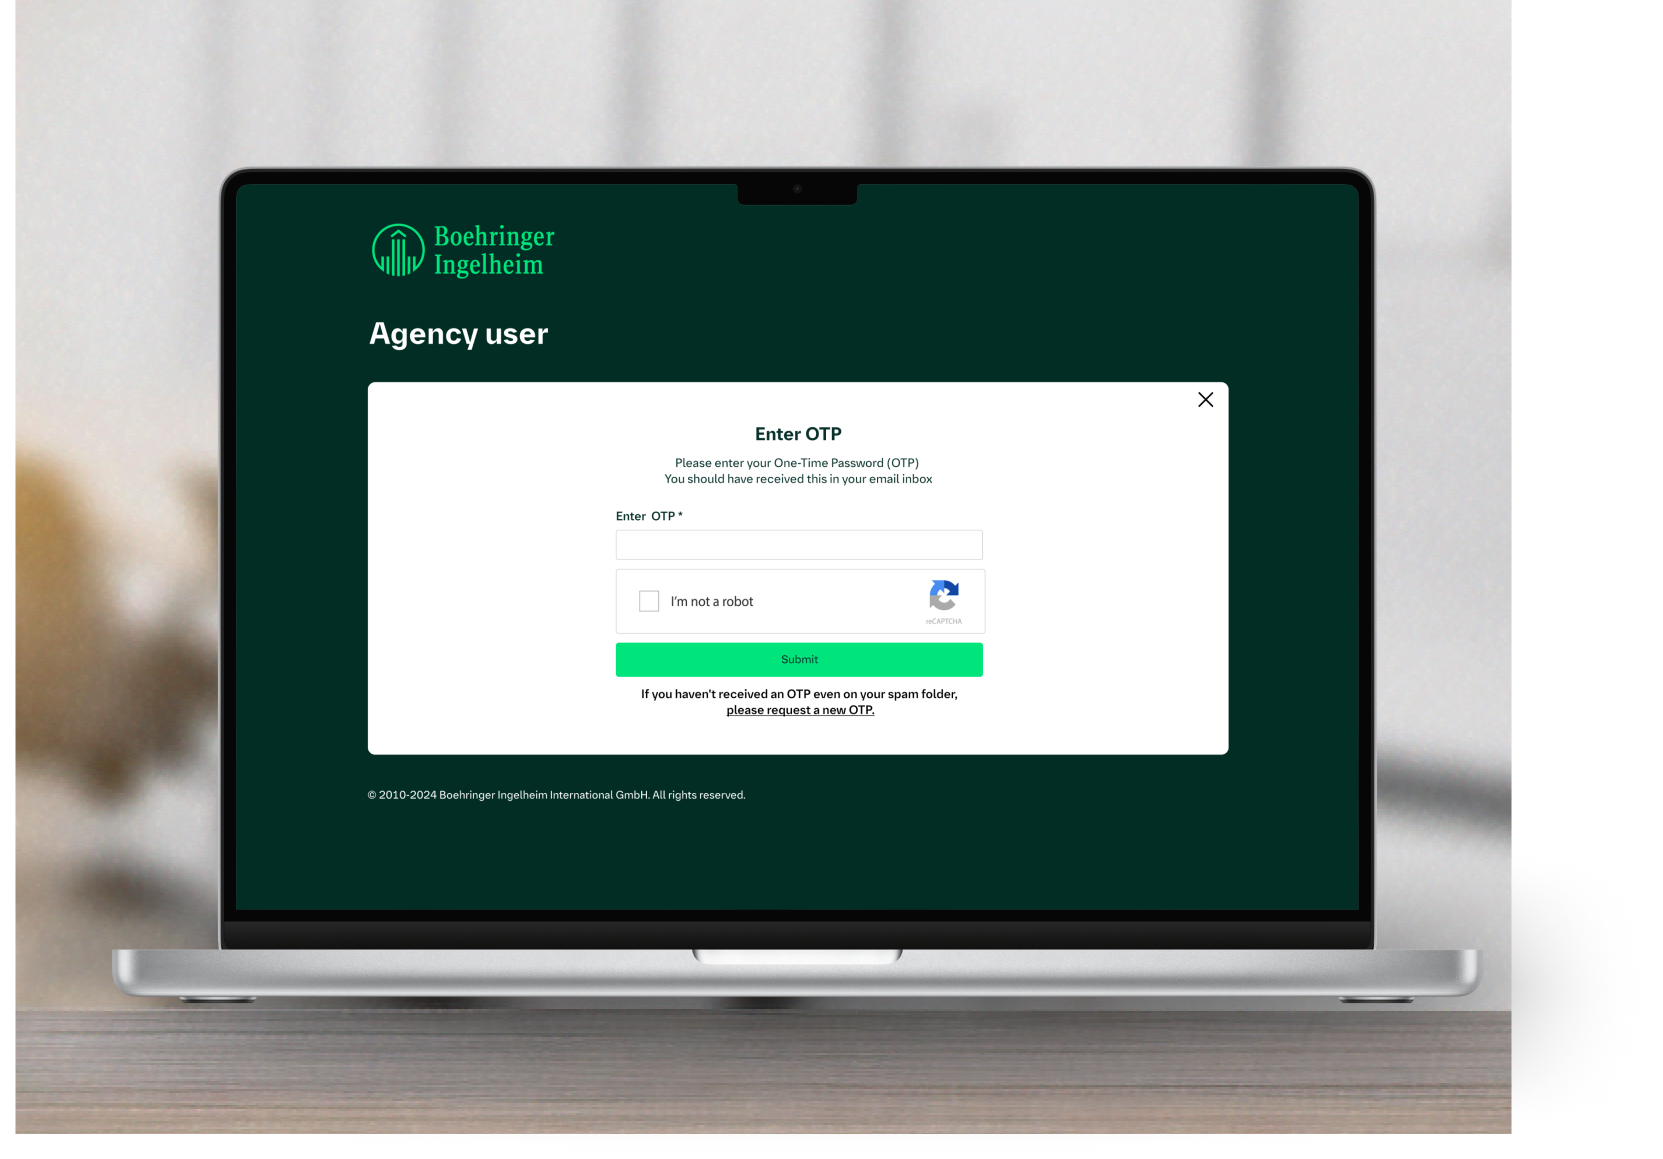 Boehringer
Ingelheim
Agency user
Enter OTP
Please enter your One-Time Password (OTP)
You should have received this in your email inbox
Enter OTP *
I'm not a robot
reCAPTCHA
Submit
If you haven't received an OTP even on your spam folder,
please request a new OTP.
© 2010-2024 Boehringer Ingelheim International GmbH. All rights reserved.